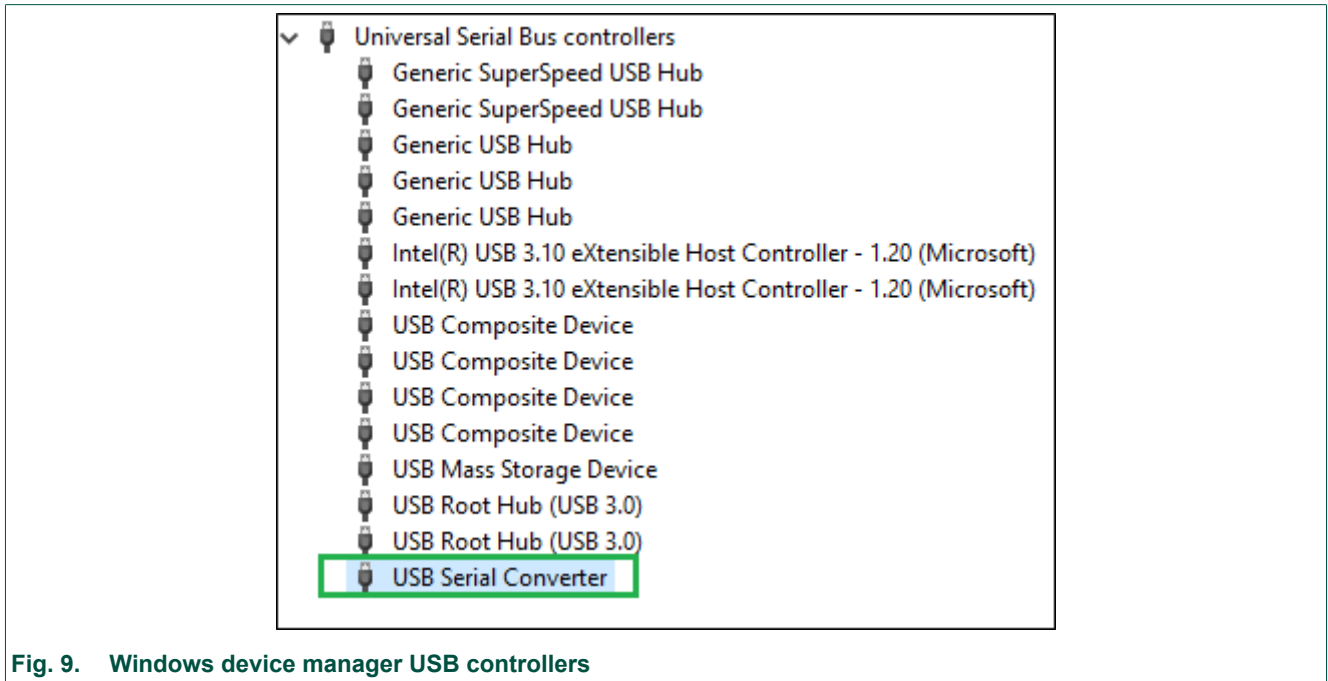 Universal Serial Bus controllers
Generic SuperSpeed USB Hub
Generic SuperSpeed USB Hub
Generic USB Hub
Generic USB Hub
Generic USB Hub
Intel(R) USB 3.10 eXtensible Host Controller - 1.20 (Microsoft)
Intel(R) USB 3.10 eXtensible Host Controller - 1.20 (Microsoft)
USB Composite Device
USB Composite Device
USB Composite Device
USB Composite Device
USB Mass Storage Device
USB Root Hub (USB 3.0)
USB Root Hub (USB 3.0)
USB Serial Converter
Fig. 9. Windows device manager USB controllers